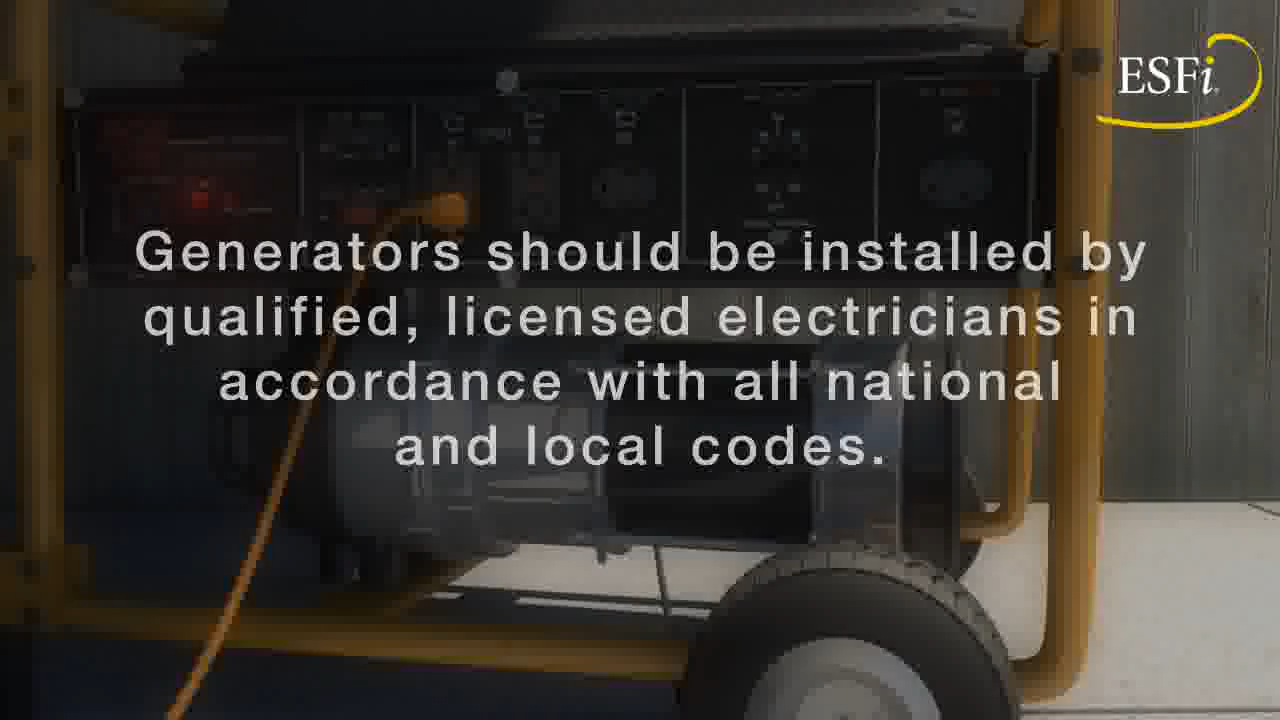 ESFi
Generators should be installed by
qualified, licensed electricians in
accordance with all national
and local codes.